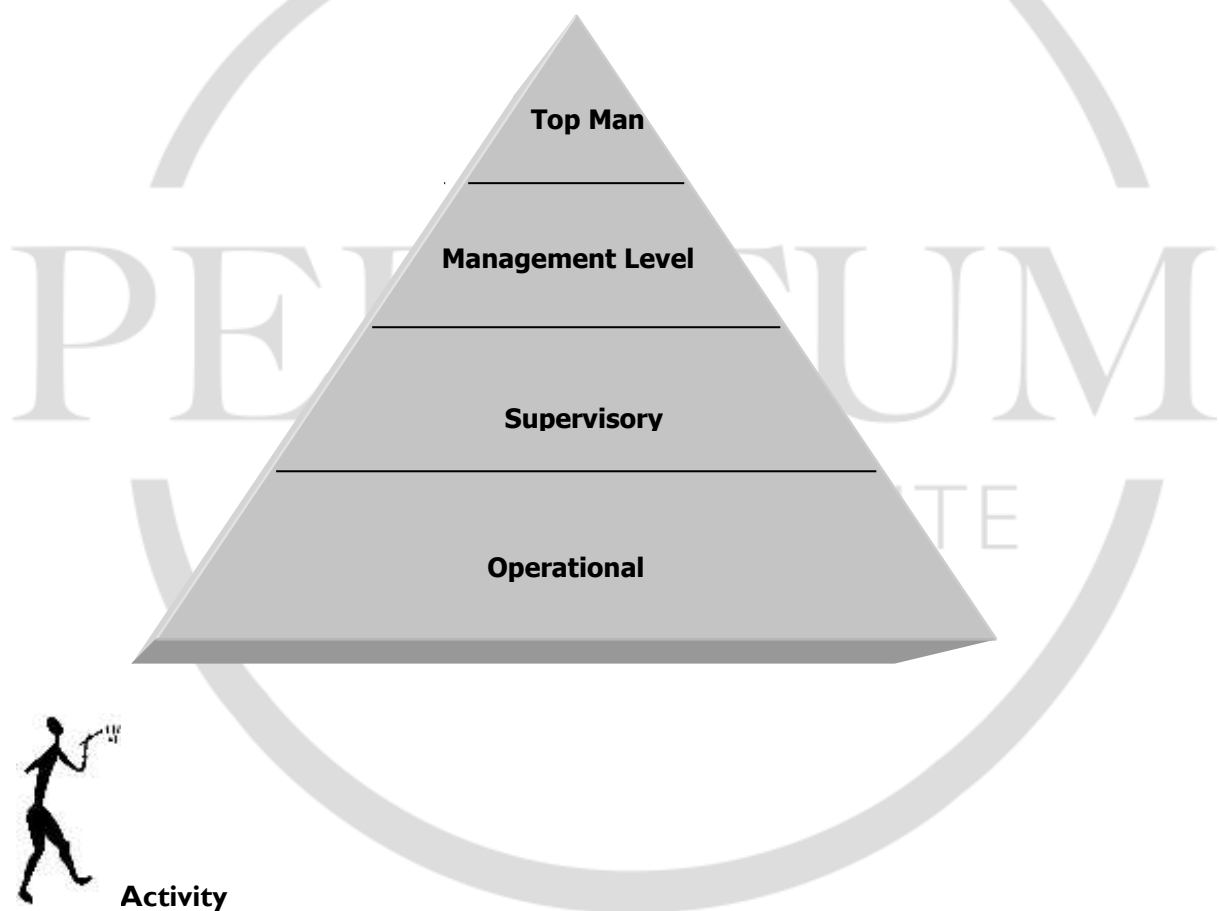 Top Man
Management Level
Supervisory
Operational
Activity